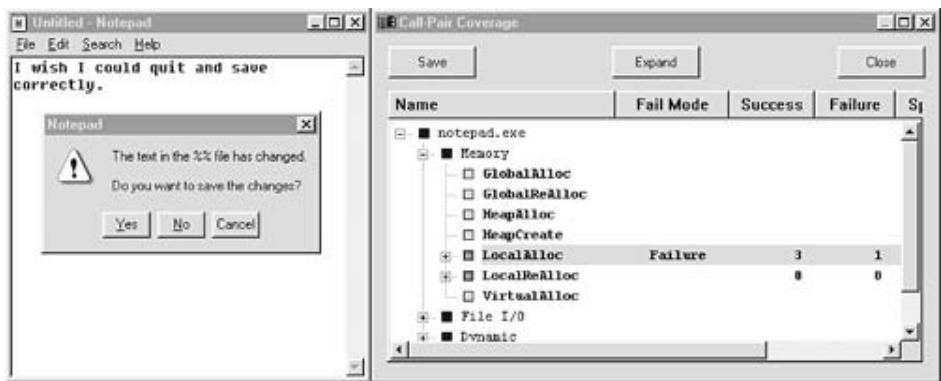 Untitled - Notepad
File Edit Search Help
I wish I could quit and save
correctly.
Notepad
The text in the %% file has changed.
Do you want to save the changes?
Yes No Cancel
Call-Pair Coverage
Save Expand Close
Name Fail Mode Success Failure Sp
notepad.exe
Memory
GlobalAlloc
GlobalReAlloc
HeapAlloc
HeapCreate
LocalAlloc Failure 3 1
LocalReAlloc 0 0
VirtualAlloc
File I/O
Dynamic